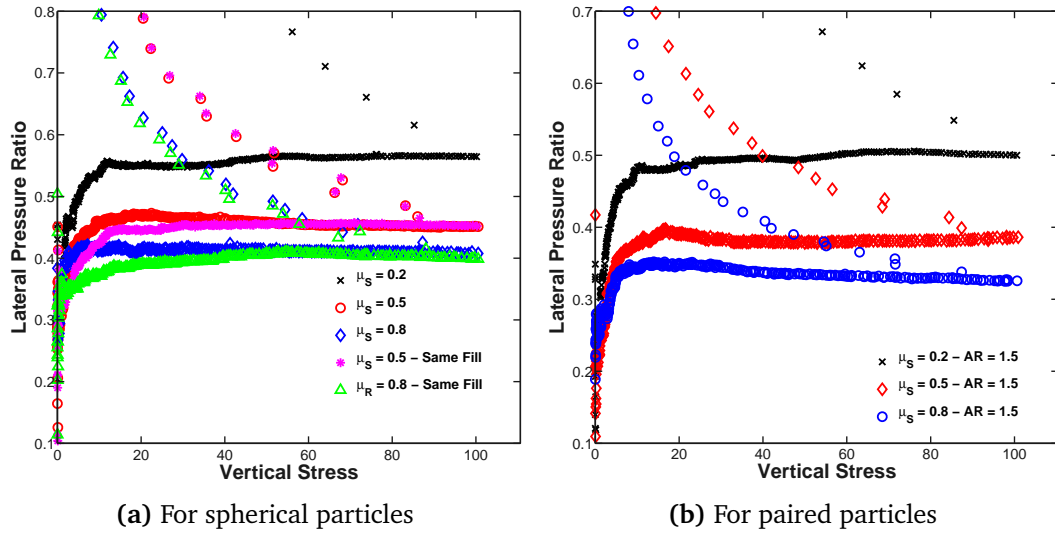 0.8
0.7
0.6
0.5
0.4
0.3
0.2
0.1
Lateral Pressure Ratio
0 20 40 60 80 100
Vertical Stress
μS = 0.2
μS = 0.5
μS = 0.8
μS = 0.5 – Same Fill
μR = 0.8 – Same Fill
(a) For spherical particles
0.7
0.6
0.5
0.4
0.3
0.2
0.1
Lateral Pressure Ratio
0 20 40 60 80 100
Vertical Stress
μS = 0.2 – AR = 1.5
μS = 0.5 – AR = 1.5
μS = 0.8 – AR = 1.5
(b) For paired particles